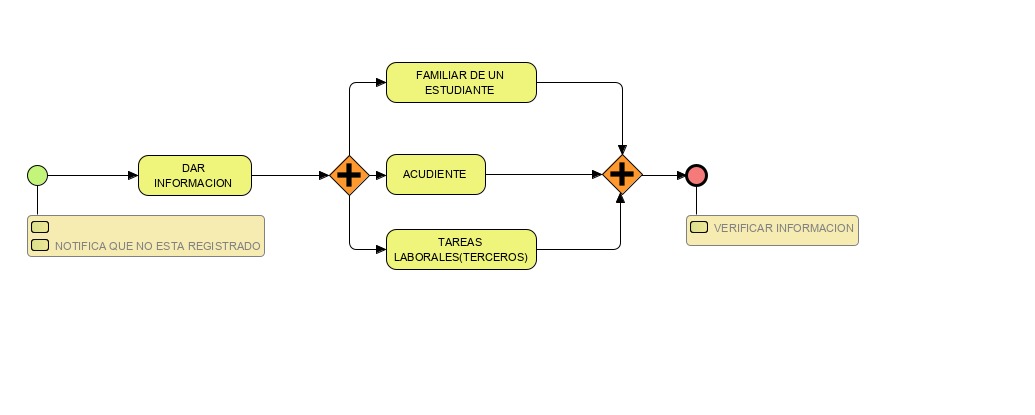 FAMILIAR DE UN
ESTUDIANTE
DAR
INFORMACION
ACUDIENTE
TAREAS
LABORALES(TERCEROS)
NOTIFICA QUE NO ESTA REGISTRADO
VERIFICAR INFORMACION